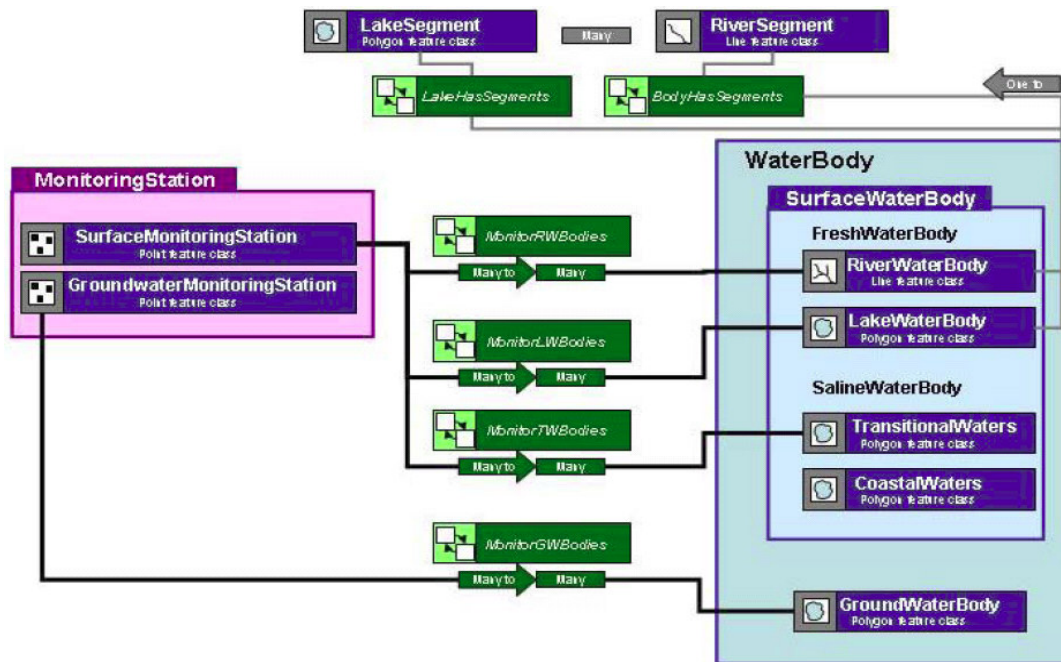 LakeSegment
Polygon feature class
Many
RiverSegment
Line feature class
LakeHasSegments
BodyHasSegments
One to
WaterBody
MonitoringStation
SurfaceWaterBody
SurfaceMonitoringStation
Point feature class
MonitorRWBodies
FreshWaterBody
Many to
Many
RiverWaterBody
Line feature class
GroundwaterMonitoringStation
Point feature class
LakeWaterBody
Polygon feature class
MonitorLWBodies
Many to
Many
SalineWaterBody
MonitorTWBodies
TransitionalWaters
Polygon feature class
Many to
Many
CoastalWaters
Polygon feature class
MonitorGWBodies
Many to
Many
GroundWaterBody
Polygon feature class